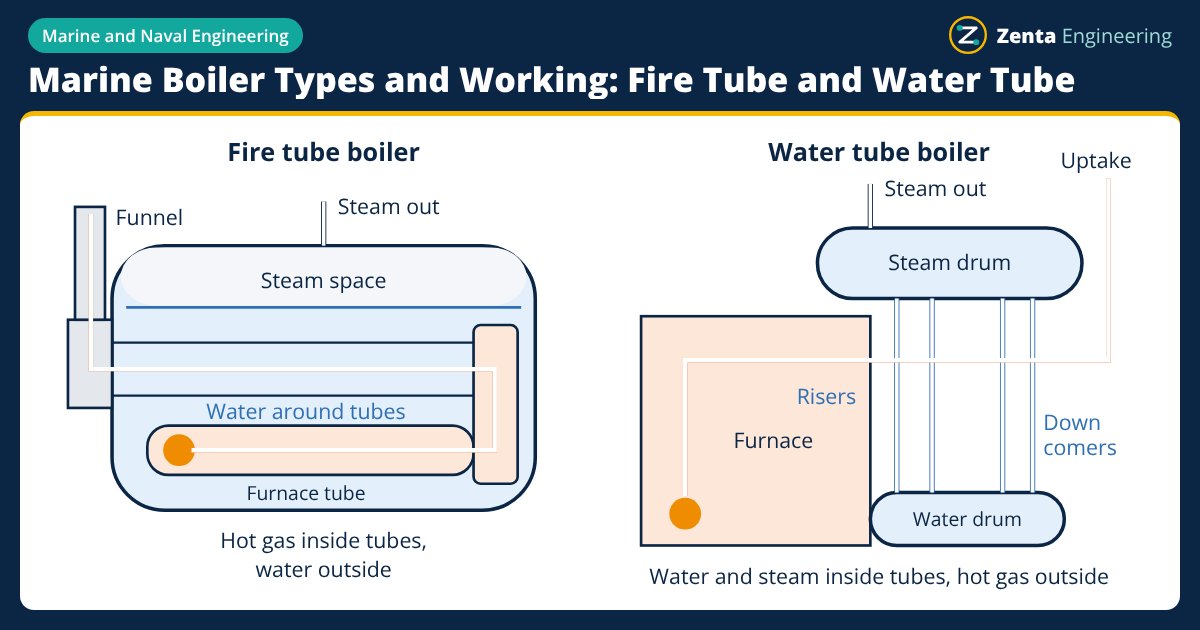 Marine and Naval Engineering
Zenta Engineering
Marine Boiler Types and Working: Fire Tube and Water Tube
Fire tube boiler
Funnel
Steam out
Steam space
Water around tubes
Furnace tube
Hot gas inside tubes,
water outside
Water tube boiler
Uptake
Steam out
Steam drum
Risers
Furnace
Down
comers
Water drum
Water and steam inside tubes, hot gas outside